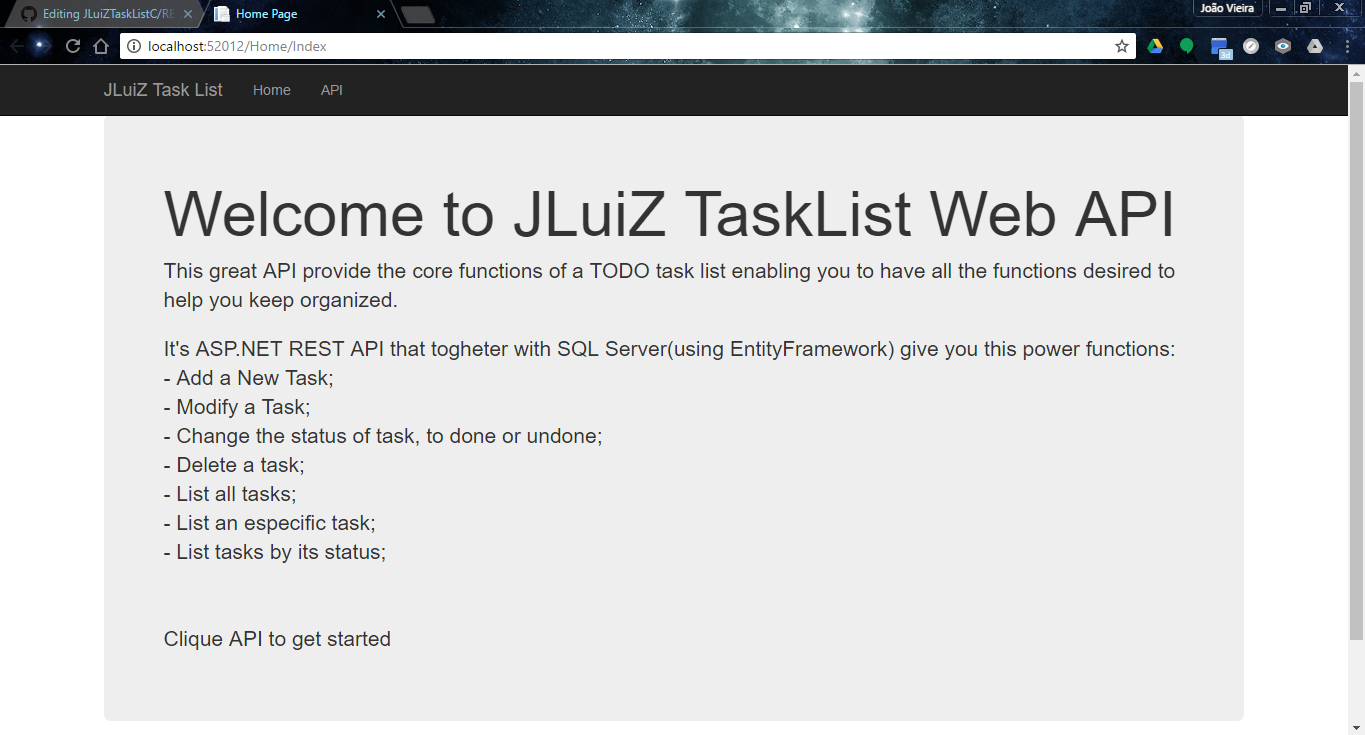 Editing JLuiZTaskListC/RE
Home Page
João Vieira
localhost:52012/Home/Index
3d
JLuiZ Task List
Home
API
Welcome to JLuiZ TaskList Web API
This great API provide the core functions of a TODO task list enabling you to have all the functions desired to
help you keep organized.
It's ASP.NET REST API that togheter with SQL Server(using EntityFramework) give you this power functions:
- Add a New Task;
- Modify a Task;
- Change the status of task, to done or undone;
- Delete a task;
- List all tasks;
- List an especific task;
- List tasks by its status;
Clique API to get started